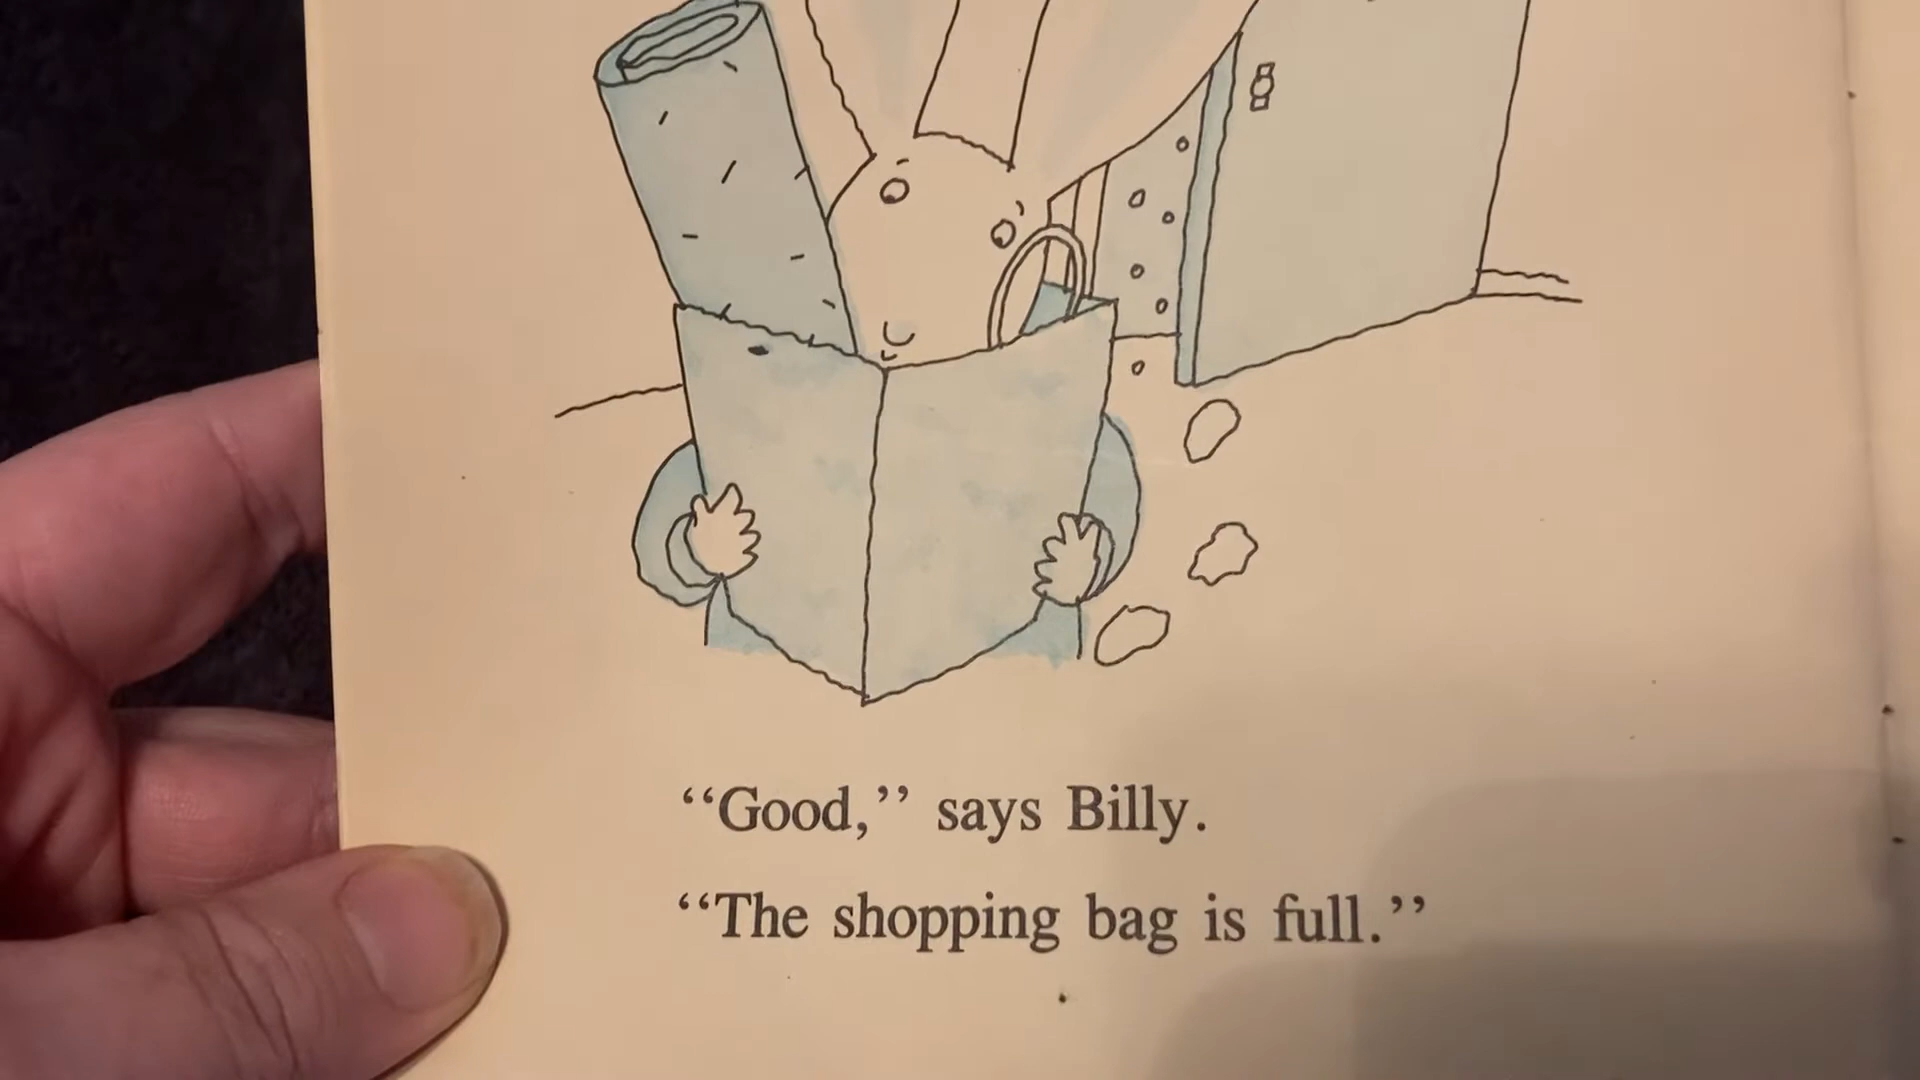 ‘‘Good,’’ says Billy.
‘‘The shopping bag is full.’’